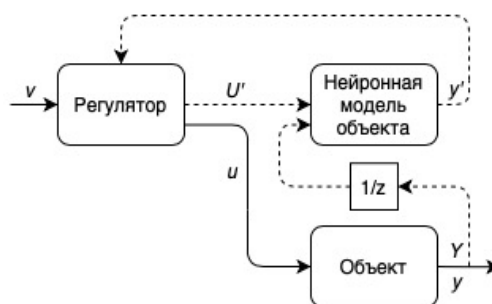 v
Регулятор
U'
Нейронная
модель
объекта
y'
u
1/z
Объект
Y
y